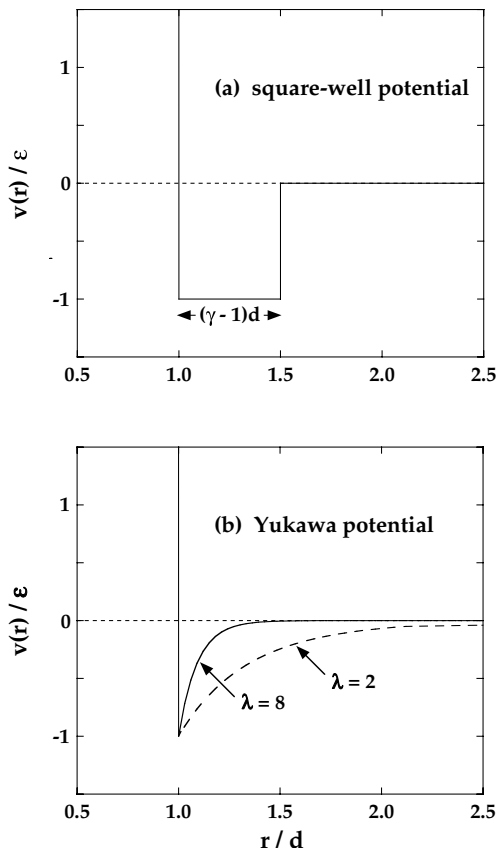 1
(a) square-well potential
v(r) / ε
0
-1
(γ - 1)d
0.5 1.0 1.5 2.0 2.5
1
(b) Yukawa potential
v(r) / ε
0
λ = 2
λ = 8
-1
0.5 1.0 1.5 2.0 2.5
r / d